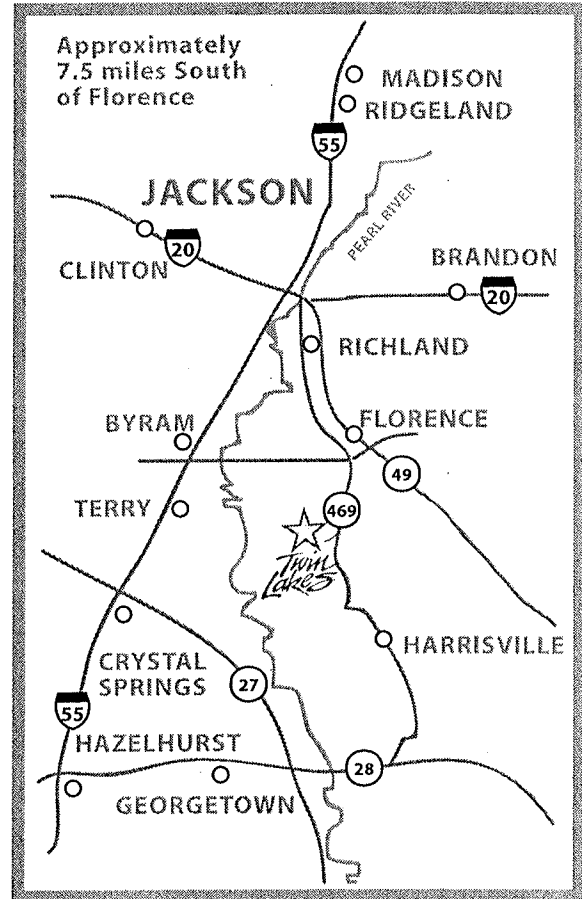 Approximately
7.5 miles South
of Florence
MADISON
RIDGELAND
55
JACKSON
PEARL RIVER
20
CLINTON
BRANDON
20
RICHLAND
BYRAM
FLORENCE
49
TERRY
469
Twin
Lakes
HARRISVILLE
CRYSTAL
SPRINGS
27
55
HAZELHURST
28
GEORGETOWN